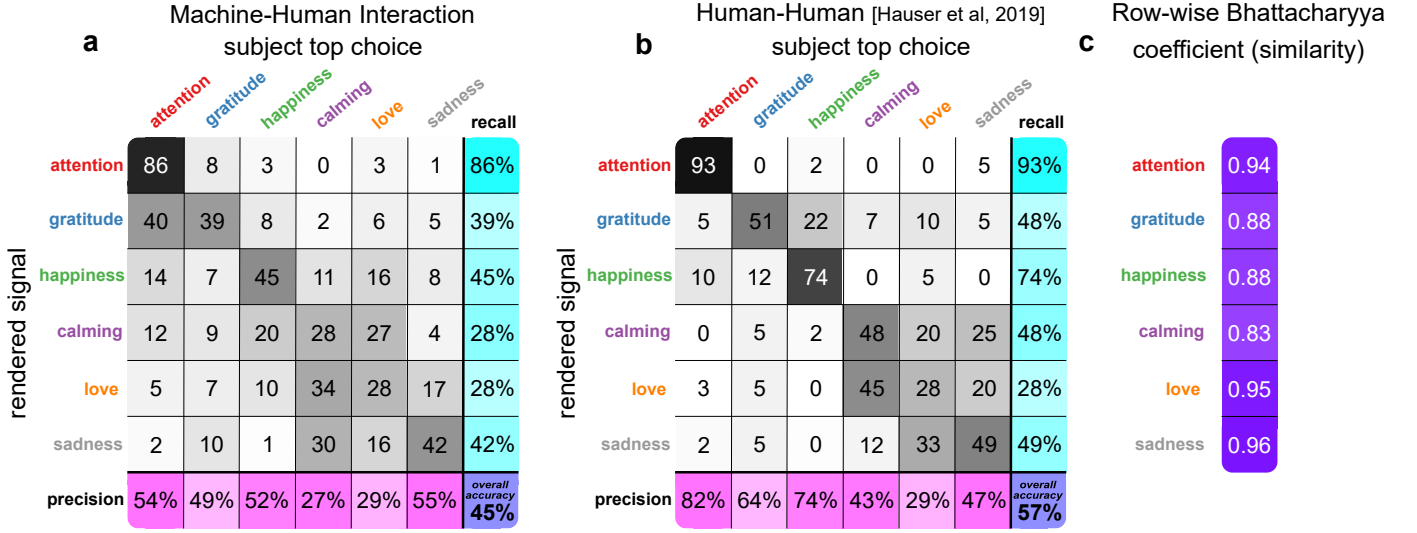 Machine-Human Interaction
subject top choice
a
attention gratitude happiness calming love sadness recall
rendered signal
attention 86 8 3 0 3 1 86%
gratitude 40 39 8 2 6 5 39%
happiness 14 7 45 11 16 8 45%
calming 12 9 20 28 27 4 28%
love 5 7 10 34 28 17 28%
sadness 2 10 1 30 16 42 42%
precision 54% 49% 52% 27% 29% 55% overall accuracy 45%
Human-Human [Hauser et al, 2019]
subject top choice
b
attention gratitude happiness calming love sadness recall
rendered signal
attention 93 0 2 0 0 5 93%
gratitude 5 51 22 7 10 5 48%
happiness 10 12 74 0 5 0 74%
calming 0 5 2 48 20 25 48%
love 3 5 0 45 28 20 28%
sadness 2 5 0 12 33 49 49%
precision 82% 64% 74% 43% 29% 47% overall accuracy 57%
Row-wise Bhattacharyya
coefficient (similarity)
c
attention 0.94
gratitude 0.88
happiness 0.88
calming 0.83
love 0.95
sadness 0.96